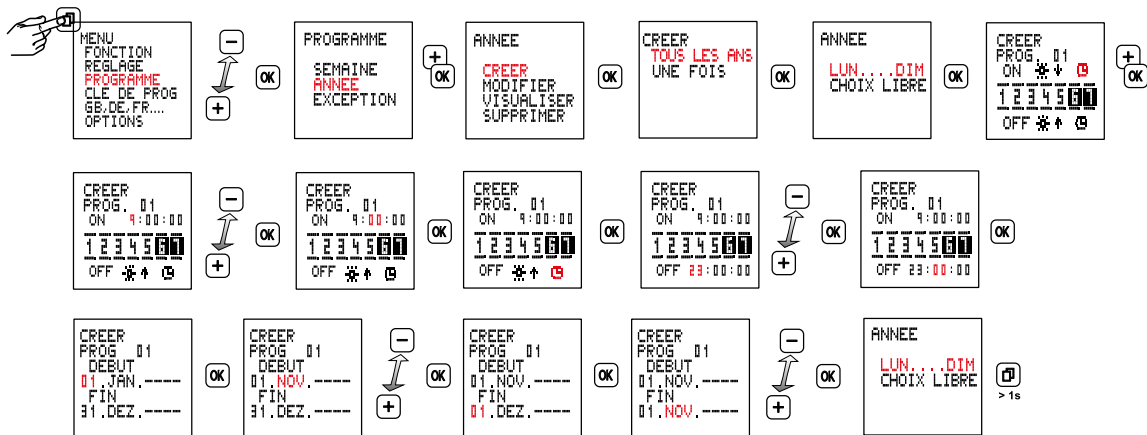 MENU
FONCTION
REGLAGE
PROGRAMME
CLE DE PROG
GB,DE,FR....
OPTIONS
−
+
OK
PROGRAMME
SEMAINE
ANNEE
EXCEPTION
+
OK
ANNEE
CREER
MODIFIER
VISUALISER
SUPPRIMER
OK
CREER
TOUS LES ANS
UNE FOIS
OK
ANNEE
LUN....DIM
CHOIX LIBRE
OK
CREER
PROG. 01
ON
1 2 3 4 5 6 7
OFF
+
OK
CREER
PROG. 01
ON 9:00:00
1 2 3 4 5 6 7
OFF
−
+
OK
CREER
PROG. 01
ON 9:00:00
1 2 3 4 5 6 7
OFF
OK
CREER
PROG. 01
ON 9:00:00
1 2 3 4 5 6 7
OFF
OK
CREER
PROG. 01
ON 9:00:00
1 2 3 4 5 6 7
OFF 23:00:00
−
+
OK
CREER
PROG. 01
ON 9:00:00
1 2 3 4 5 6 7
OFF 23:00:00
OK
CREER
PROG 01
DEBUT
01.JAN.----
FIN
31.DEZ.----
OK
CREER
PROG 01
DEBUT
01.NOV.----
FIN
31.DEZ.----
−
+
OK
CREER
PROG 01
DEBUT
01.NOV.----
FIN
01.DEZ.----
OK
CREER
PROG 01
DEBUT
01.NOV.----
FIN
01.NOV.----
−
+
OK
ANNEE
LUN....DIM
CHOIX LIBRE
> 1s